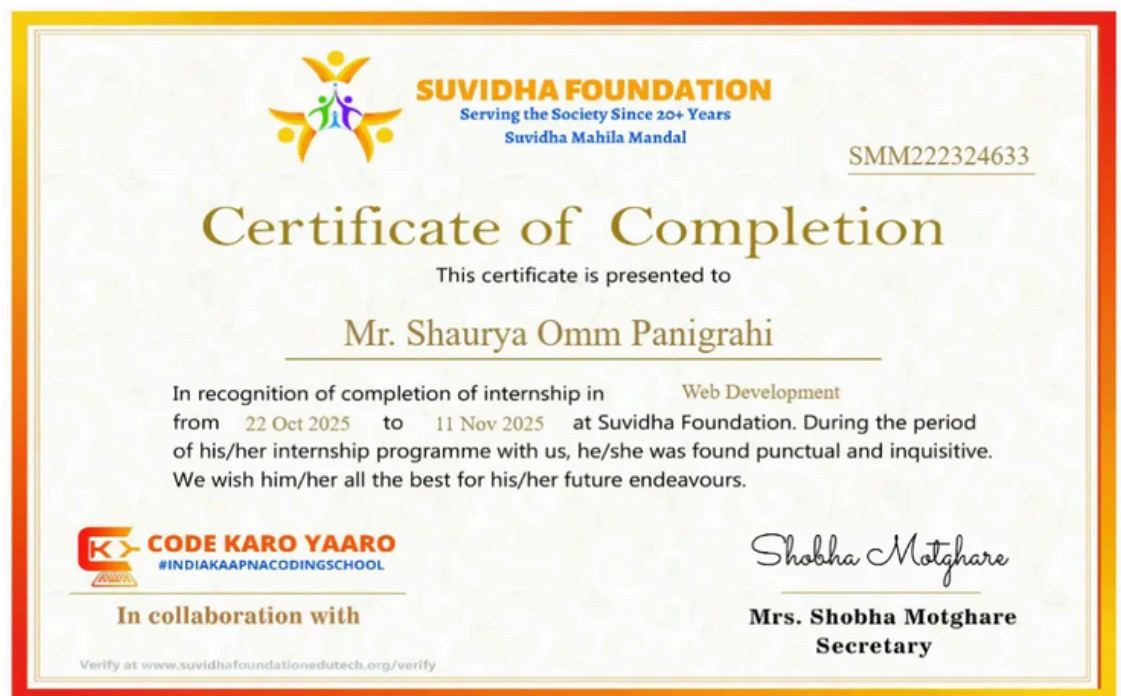 SUVIDHA FOUNDATION
Serving the Society Since 20+ Years
Suvidha Mahila Mandal
SMM222324633
Certificate of Completion
This certificate is presented to
Mr. Shaurya Omm Panigrahi
In recognition of completion of internship in Web Development
from 22 Oct 2025 to 11 Nov 2025 at Suvidha Foundation. During the period
of his/her internship programme with us, he/she was found punctual and inquisitive.
We wish him/her all the best for his/her future endeavours.
CK
CODE KARO YAARO
#INDIAKAAPNACODINGSCHOOL
In collaboration with
Shobha Motghare
Mrs. Shobha Motghare
Secretary
Verify at www.suvidhafoundationedutech.org/verify